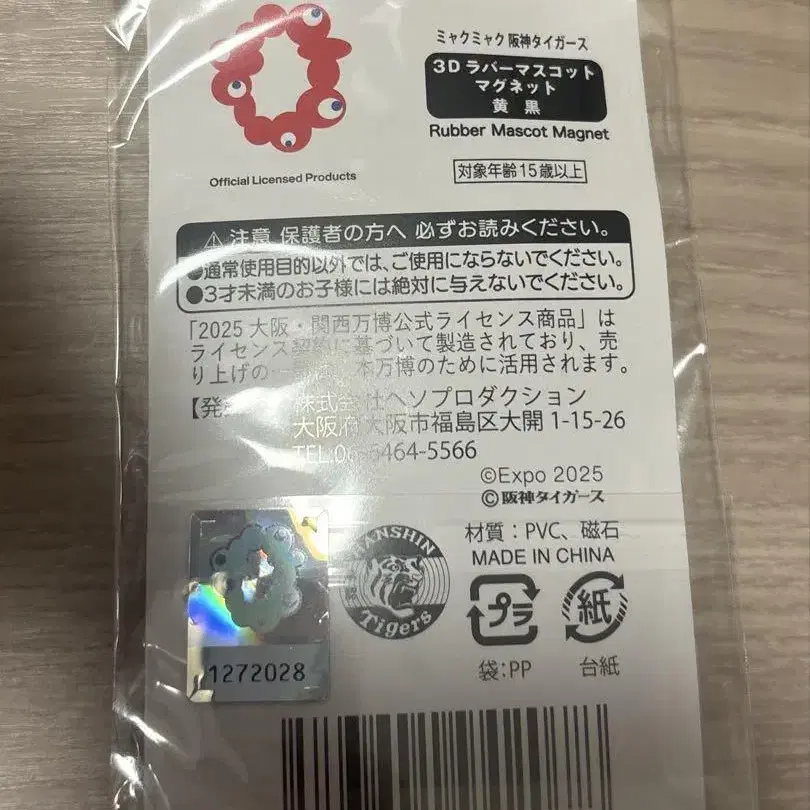 ミャクミャク 阪神タイガース
3D ラバーマスコット
マグネット
黄 黒
Rubber Mascot Magnet
対象年齢15歳以上
Official Licensed Products
⚠ 注意 保護者の方へ 必ずお読みください。
●通常使用目的以外では、ご使用にならないでください。
●3才未満のお子様には絶対に与えないでください。
「2025 大阪・関西万博公式ライセンス商品」は
ライセンス契約に基づいて製造されており、売
り上げの一 本万博のために活用されます。
【発 株式会社ヘソプロダクション
大阪府大阪市福島区大開 1-15-26
TEL.06-6464-5566
©Expo 2025
©阪神タイガース
材質：PVC、磁石
MADE IN CHINA
HANSHIN
Tigers
プラ
紙
袋:PP
台紙
1272028